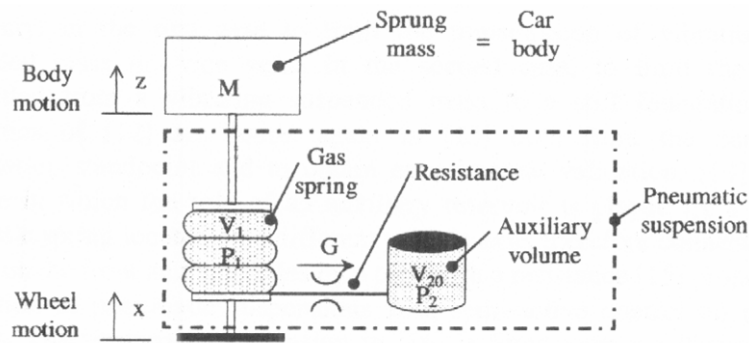 Sprung mass = Car body
Body motion
z
M
Gas spring
Resistance
Pneumatic suspension
V1
P1
G
Auxiliary volume
V20
P2
Wheel motion
x